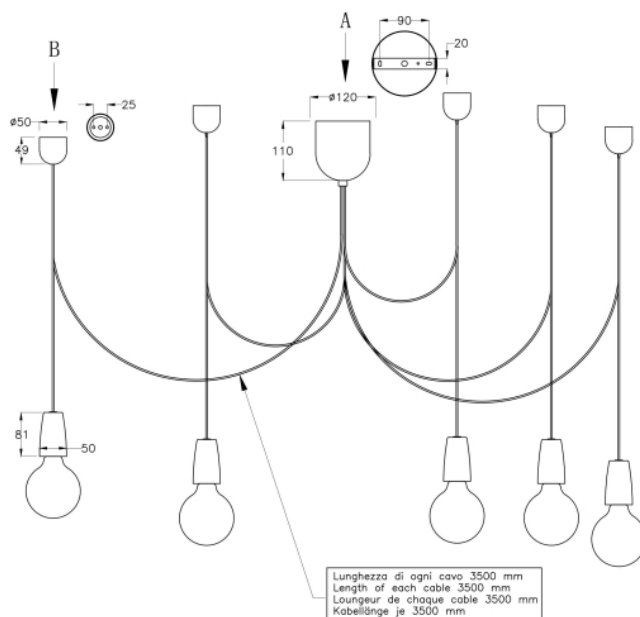 A
90
B
20
ø50
25
ø120
49
110
81
50
Lunghezza di ogni cavo 3500 mm
Length of each cable 3500 mm
Loungeur de chaque cable 3500 mm
Kabellänge je 3500 mm